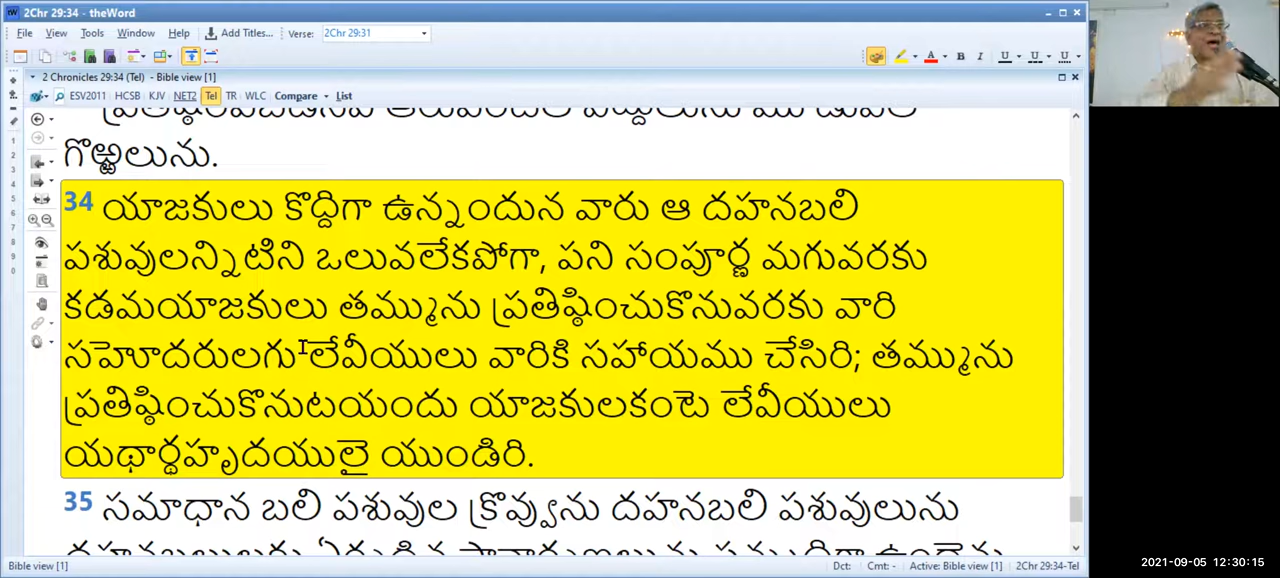 2Chr 29:34 - theWord
File View Tools Window Help Add Titles... Verse: 2Chr 29:31
B I U U U
2 Chronicles 29:34 (Tel) - Bible view [1]
ESV2011 HCSB KJV NET2 Tel TR WLC Compare List
గొఱ్ఱలును.
34 యాజకులు కొద్దిగా ఉన్నందున వారు ఆ దహనబలి
పశువులన్నిటిని ఒలువలేకపోగా, పని సంపూర్ణ మగువరకు
కడమయాజకులు తమ్మును ప్రతిష్ఠించుకొనువరకు వారి
సహెూదరులగు లేవీయులు వారికి సహాయము చేసిరి; తమ్మును
ప్రతిష్ఠించుకొనుటయందు యాజకులకంటె లేవీయులు
యథార్థహృదయులై యుండిరి.
35 సమాధాన బలి పశువుల క్రొవ్వును దహనబలి పశువులును
Bible view [1] Dct: Cmt: - Active: Bible view [1] 2Chr 29:34-Tel
2021-09-05 12:30:15